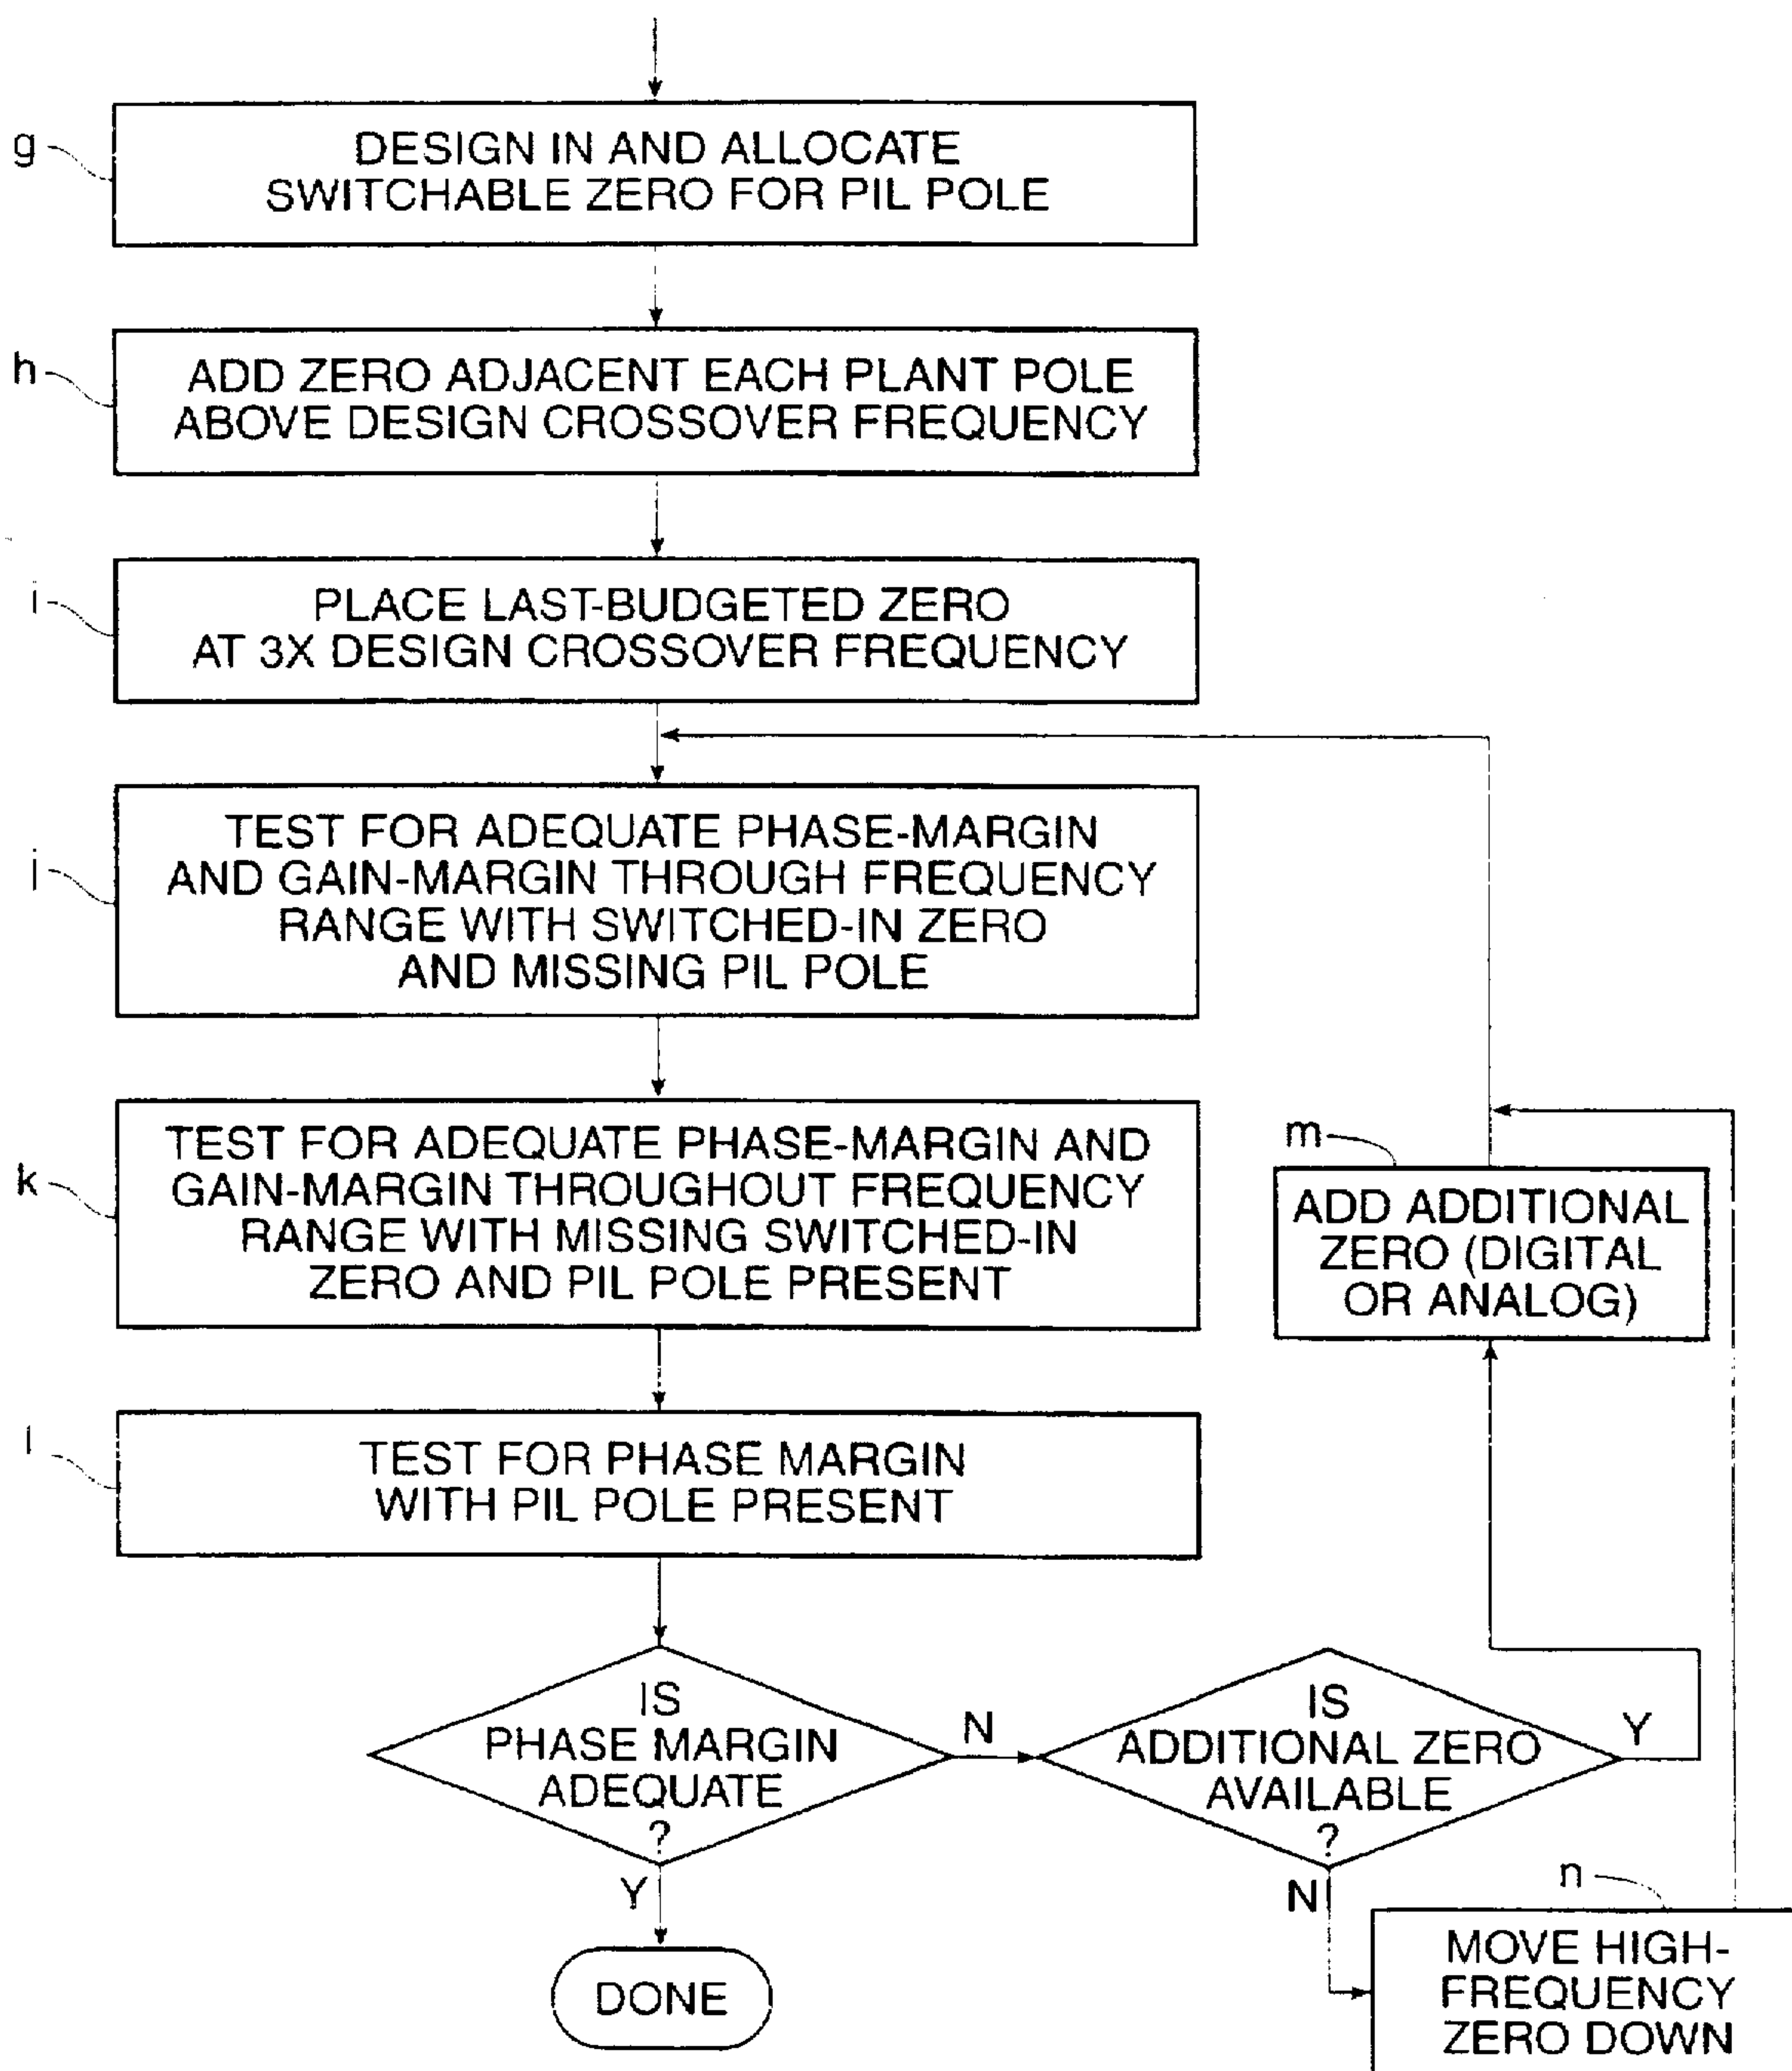 g
DESIGN IN AND ALLOCATE
SWITCHABLE ZERO FOR PIL POLE
h
ADD ZERO ADJACENT EACH PLANT POLE
ABOVE DESIGN CROSSOVER FREQUENCY
i
PLACE LAST-BUDGETED ZERO
AT 3X DESIGN CROSSOVER FREQUENCY
j
TEST FOR ADEQUATE PHASE-MARGIN
AND GAIN-MARGIN THROUGH FREQUENCY
RANGE WITH SWITCHED-IN ZERO
AND MISSING PIL POLE
k
TEST FOR ADEQUATE PHASE-MARGIN AND
GAIN-MARGIN THROUGHOUT FREQUENCY
RANGE WITH MISSING SWITCHED-IN
ZERO AND PIL POLE PRESENT
m
ADD ADDITIONAL
ZERO (DIGITAL
OR ANALOG)
l
TEST FOR PHASE MARGIN
WITH PIL POLE PRESENT
IS
PHASE MARGIN
ADEQUATE
?
N
IS
ADDITIONAL ZERO
AVAILABLE
?
Y
Y
DONE
N
n
MOVE HIGH-
FREQUENCY
ZERO DOWN